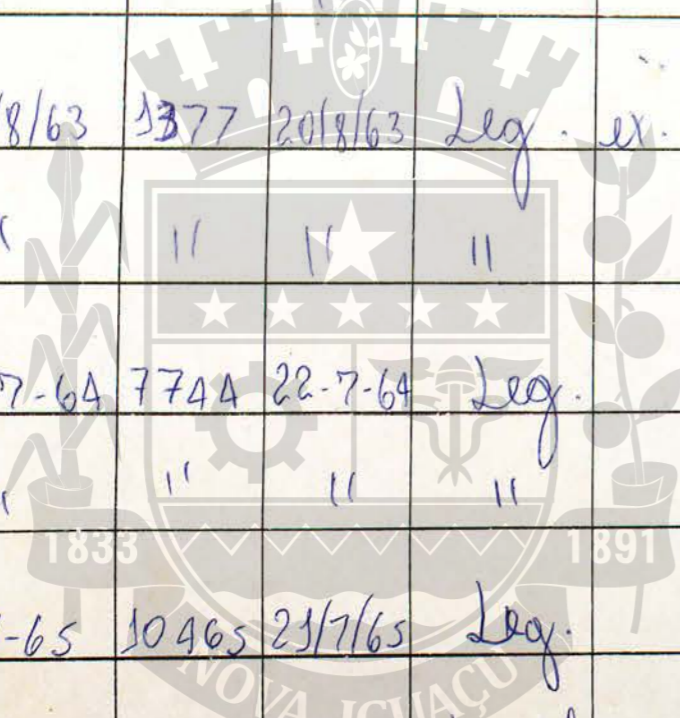 /8/63 1377 20/8/63 Leg. ex.
" " " "
7-64 7744 22-7-64 Leg.
" " " "
1833 1891
-65 10465 21/7/65 Leg.
NOVA IGUAÇU